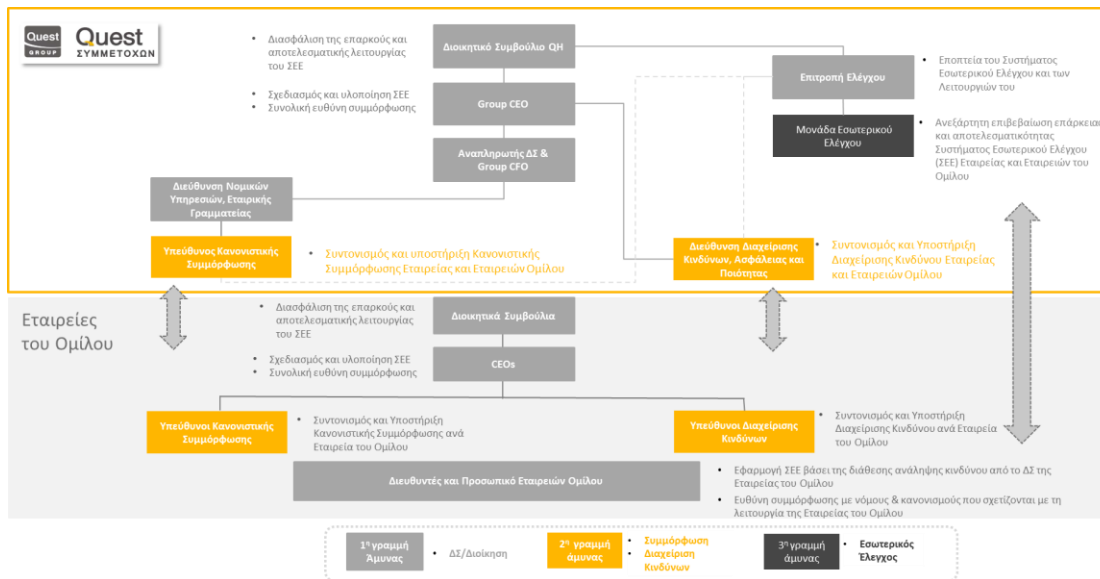 Quest
GROUP
Quest
ΣΥΜΜΕΤΟΧΩΝ
• Διασφάλιση της επαρκούς και
αποτελεσματικής λειτουργίας
του ΣΕΕ
Διοικητικό Συμβούλιο QH
Επιτροπή Ελέγχου
• Εποπτεία του Συστήματος
Εσωτερικού Ελέγχου και των
Λειτουργιών του
• Σχεδιασμός και υλοποίηση ΣΕΕ
• Συνολική ευθύνη συμμόρφωσης
Group CEO
Μονάδα Εσωτερικού
Ελέγχου
• Ανεξάρτητη επιβεβαίωση επάρκειας
και αποτελεσματικότητας
Συστήματος Εσωτερικού Ελέγχου
(ΣΕΕ) Εταιρείας και Εταιρειών του
Ομίλου
Αναπληρωτής ΔΣ &
Group CFO
Διεύθυνση Νομικών
Υπηρεσιών, Εταιρικής
Γραμματείας
Υπεύθυνος Κανονιστικής
Συμμόρφωσης
• Συντονισμός και υποστήριξη Κανονιστικής
Συμμόρφωσης Εταιρείας και Εταιρειών Ομίλου
Διεύθυνση Διαχείρισης
Κινδύνων, Ασφάλειας και
Ποιότητας
• Συντονισμός και Υποστήριξη
Διαχείρισης Κινδύνου Εταιρείας
και Εταιρειών Ομίλου
Εταιρείες
του Ομίλου
• Διασφάλιση της επαρκούς και
αποτελεσματικής λειτουργίας
του ΣΕΕ
Διοικητικά Συμβούλια
• Σχεδιασμός και υλοποίηση ΣΕΕ
• Συνολική ευθύνη συμμόρφωσης
CEOs
Υπεύθυνοι Κανονιστικής
Συμμόρφωσης
• Συντονισμός και Υποστήριξη
Κανονιστικής Συμμόρφωσης ανά
Εταιρεία του Ομίλου
Υπεύθυνοι Διαχείρισης
Κινδύνων
• Συντονισμός και Υποστήριξη
Διαχείρισης Κινδύνου ανά Εταιρεία
του Ομίλου
Διευθυντές και Προσωπικό Εταιρειών Ομίλου
• Εφαρμογή ΣΕΕ βάσει της διάθεσης ανάληψης κινδύνου από το ΔΣ της
Εταιρείας του Ομίλου
• Ευθύνη συμμόρφωσης με νόμους & κανονισμούς που σχετίζονται με τη
λειτουργία της Εταιρείας του Ομίλου
1η γραμμή
Άμυνας
• ΔΣ/Διοίκηση
2η γραμμή
άμυνας
• Συμμόρφωση
• Διαχείριση
Κινδύνων
3η γραμμή
άμυνας
• Εσωτερικός
Έλεγχος